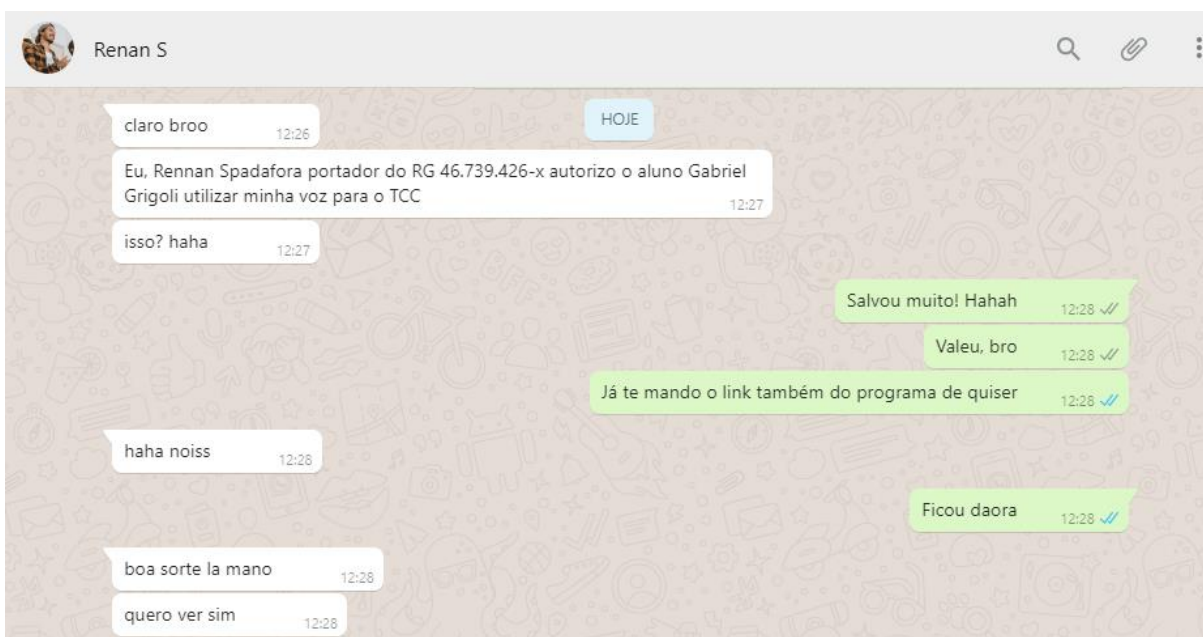 Renan S
HOJE
claro broo 12:26
Eu, Rennan Spadafora portador do RG 46.739.426-x autorizo o aluno Gabriel
Grigoli utilizar minha voz para o TCC 12:27
isso? haha 12:27
Salvou muito! Hahah 12:28
Valeu, bro 12:28
Já te mando o link também do programa de quiser 12:28
haha noiss 12:28
Ficou daora 12:28
boa sorte la mano 12:28
quero ver sim 12:28